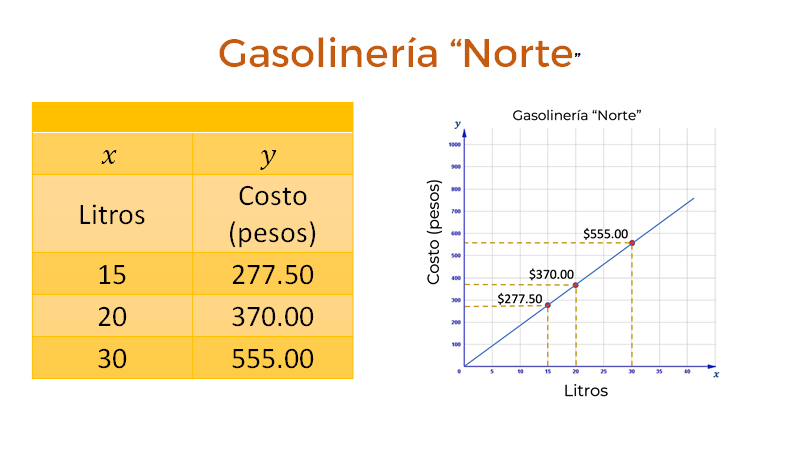 Gasolinería “Norte”
x y
Litros Costo (pesos)
15 277.50
20 370.00
30 555.00
Gasolinería “Norte”
y
Costo (pesos)
1000
900
800
700
600
500
400
300
200
100
0 5 10 15 20 25 30 35 40 x
$555.00
$370.00
$277.50
Litros